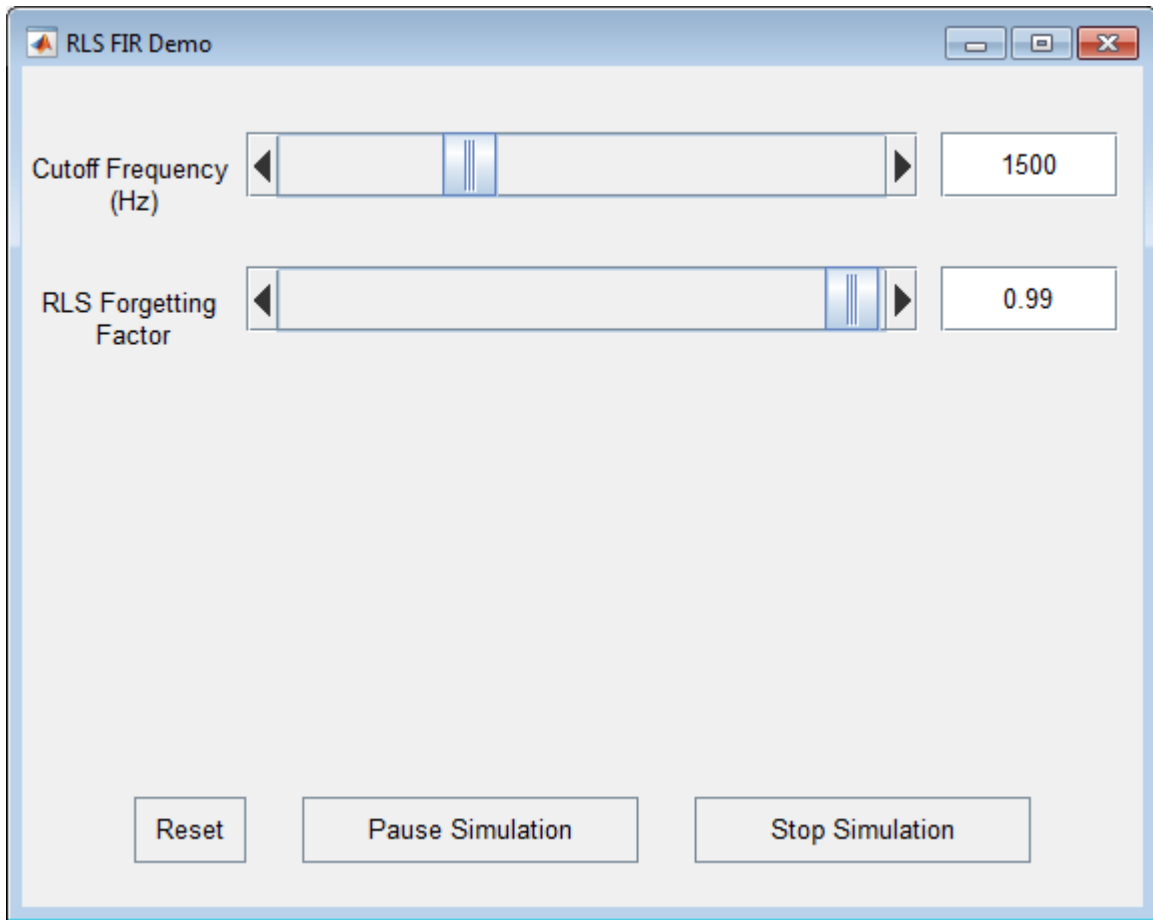 RLS FIR Demo
Cutoff Frequency
(Hz)
1500
RLS Forgetting
Factor
0.99
Reset
Pause Simulation
Stop Simulation